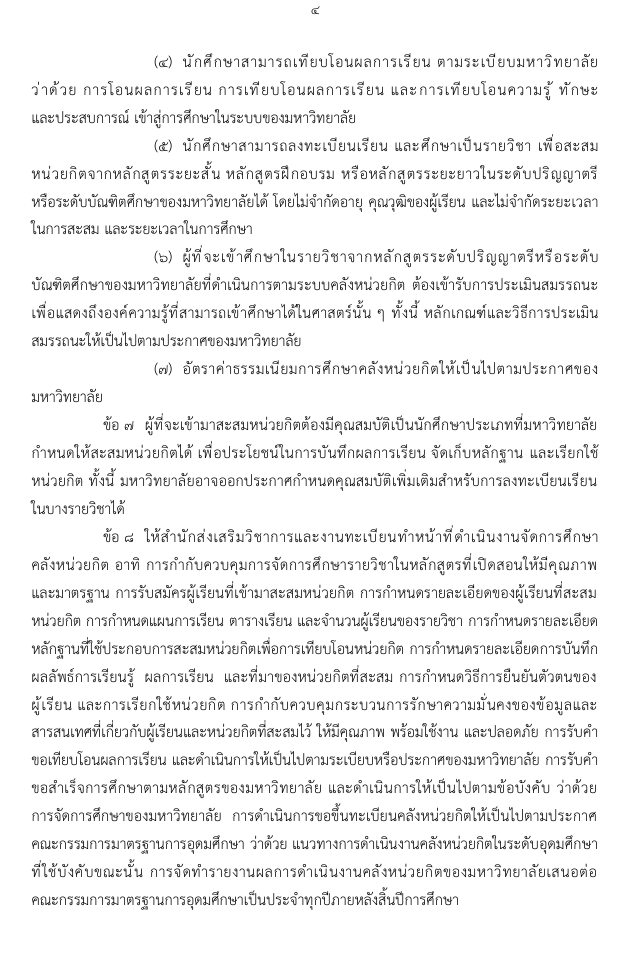 ๔
(๔) นักศึกษาสามารถเทียบโอนผลการเรียน ตามระเบียบมหาวิทยาลัย
ว่าด้วย การโอนผลการเรียน การเทียบโอนผลการเรียน และการเทียบโอนความรู้ ทักษะ
และประสบการณ์ เข้าสู่การศึกษาในระบบของมหาวิทยาลัย
(๕) นักศึกษาสามารถลงทะเบียนเรียน และศึกษาเป็นรายวิชา เพื่อสะสม
หน่วยกิตจากหลักสูตรระยะสั้น หลักสูตรฝึกอบรม หรือหลักสูตรระยะยาวในระดับปริญญาตรี
หรือระดับบัณฑิตศึกษาของมหาวิทยาลัยได้ โดยไม่จำกัดอายุ คุณวุฒิของผู้เรียน และไม่จำกัดระยะเวลา
ในการสะสม และระยะเวลาในการศึกษา
(๖) ผู้ที่จะเข้าศึกษาในรายวิชาจากหลักสูตรระดับปริญญาตรีหรือระดับ
บัณฑิตศึกษาของมหาวิทยาลัยที่ดำเนินการตามระบบคลังหน่วยกิต ต้องเข้ารับการประเมินสมรรถนะ
เพื่อแสดงถึงองค์ความรู้ที่สามารถเข้าศึกษาได้ในศาสตร์นั้น ๆ ทั้งนี้ หลักเกณฑ์และวิธีการประเมิน
สมรรถนะให้เป็นไปตามประกาศของมหาวิทยาลัย
(๗) อัตราค่าธรรมเนียมการศึกษาคลังหน่วยกิตให้เป็นไปตามประกาศของ
มหาวิทยาลัย
ข้อ ๗ ผู้ที่จะเข้ามาสะสมหน่วยกิตต้องมีคุณสมบัติเป็นนักศึกษาประเภทที่มหาวิทยาลัย
กำหนดให้สะสมหน่วยกิตได้ เพื่อประโยชน์ในการบันทึกผลการเรียน จัดเก็บหลักฐาน และเรียกใช้
หน่วยกิต ทั้งนี้ มหาวิทยาลัยอาจออกประกาศกำหนดคุณสมบัติเพิ่มเติมสำหรับการลงทะเบียนเรียน
ในบางรายวิชาได้
ข้อ ๘ ให้สำนักส่งเสริมวิชาการและงานทะเบียนทำหน้าที่ดำเนินงานจัดการศึกษา
คลังหน่วยกิต อาทิ การกำกับควบคุมการจัดการศึกษารายวิชาในหลักสูตรที่เปิดสอนให้มีคุณภาพ
และมาตรฐาน การรับสมัครผู้เรียนที่เข้ามาสะสมหน่วยกิต การกำหนดรายละเอียดของผู้เรียนที่สะสม
หน่วยกิต การกำหนดแผนการเรียน ตารางเรียน และจำนวนผู้เรียนของรายวิชา การกำหนดรายละเอียด
หลักฐานที่ใช้ประกอบการสะสมหน่วยกิตเพื่อการเทียบโอนหน่วยกิต การกำหนดรายละเอียดการบันทึก
ผลลัพธ์การเรียนรู้ ผลการเรียน และที่มาของหน่วยกิตที่สะสม การกำหนดวิธีการยืนยันตัวตนของ
ผู้เรียน และการเรียกใช้หน่วยกิต การกำกับควบคุมกระบวนการรักษาความมั่นคงของข้อมูลและ
สารสนเทศที่เกี่ยวกับผู้เรียนและหน่วยกิตที่สะสมไว้ ให้มีคุณภาพ พร้อมใช้งาน และปลอดภัย การรับคำ
ขอเทียบโอนผลการเรียน และดำเนินการให้เป็นไปตามระเบียบหรือประกาศของมหาวิทยาลัย การรับคำ
ขอสำเร็จการศึกษาตามหลักสูตรของมหาวิทยาลัย และดำเนินการให้เป็นไปตามข้อบังคับ ว่าด้วย
การจัดการศึกษาของมหาวิทยาลัย การดำเนินการขอขึ้นทะเบียนคลังหน่วยกิตให้เป็นไปตามประกาศ
คณะกรรมการมาตรฐานการอุดมศึกษา ว่าด้วย แนวทางการดำเนินงานคลังหน่วยกิตในระดับอุดมศึกษา
ที่ใช้บังคับขณะนั้น การจัดทำรายงานผลการดำเนินงานคลังหน่วยกิตของมหาวิทยาลัยเสนอต่อ
คณะกรรมการมาตรฐานการอุดมศึกษาเป็นประจำทุกปีภายหลังสิ้นปีการศึกษา